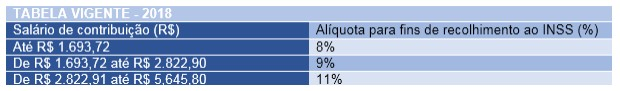 TABELA VIGENTE - 2018
Salário de contribuição (R$) Alíquota para fins de recolhimento ao INSS (%)
Até R$ 1.693,72 8%
De R$ 1.693,72 até R$ 2.822,90 9%
De R$ 2.822,91 até R$ 5,645,80 11%